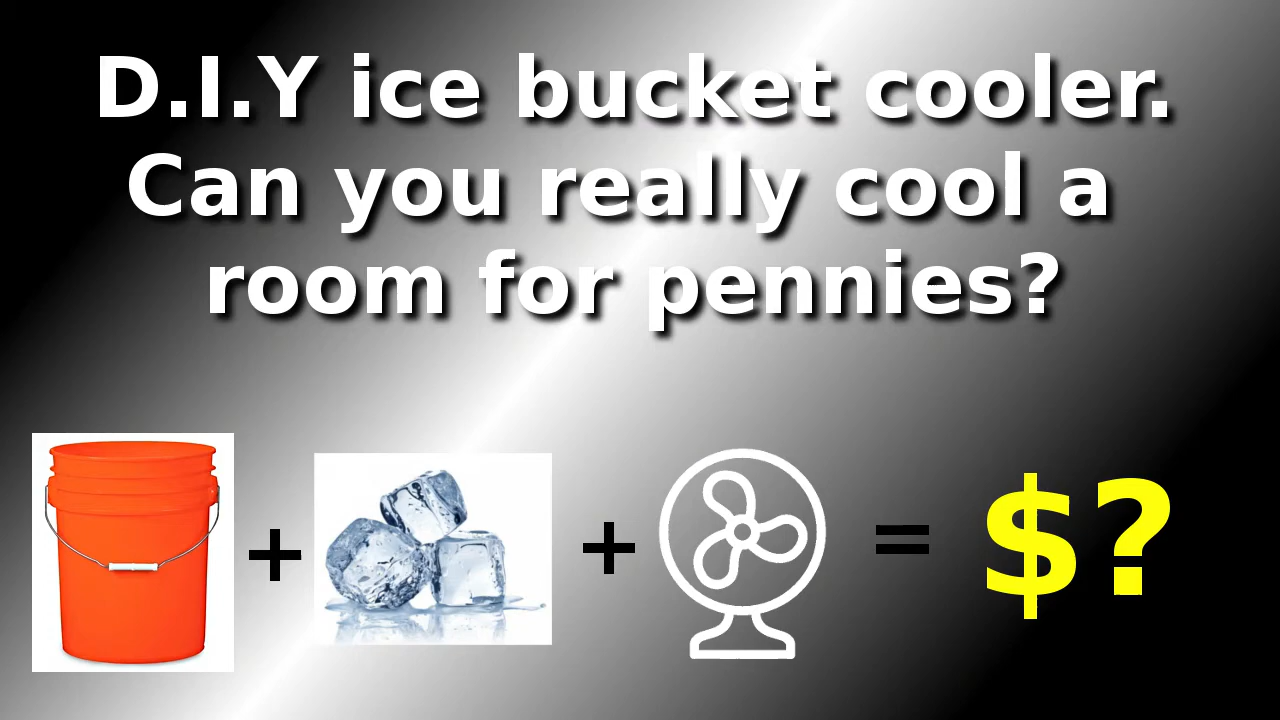 D.I.Y ice bucket cooler.
Can you really cool a
room for pennies?
+ + = $?